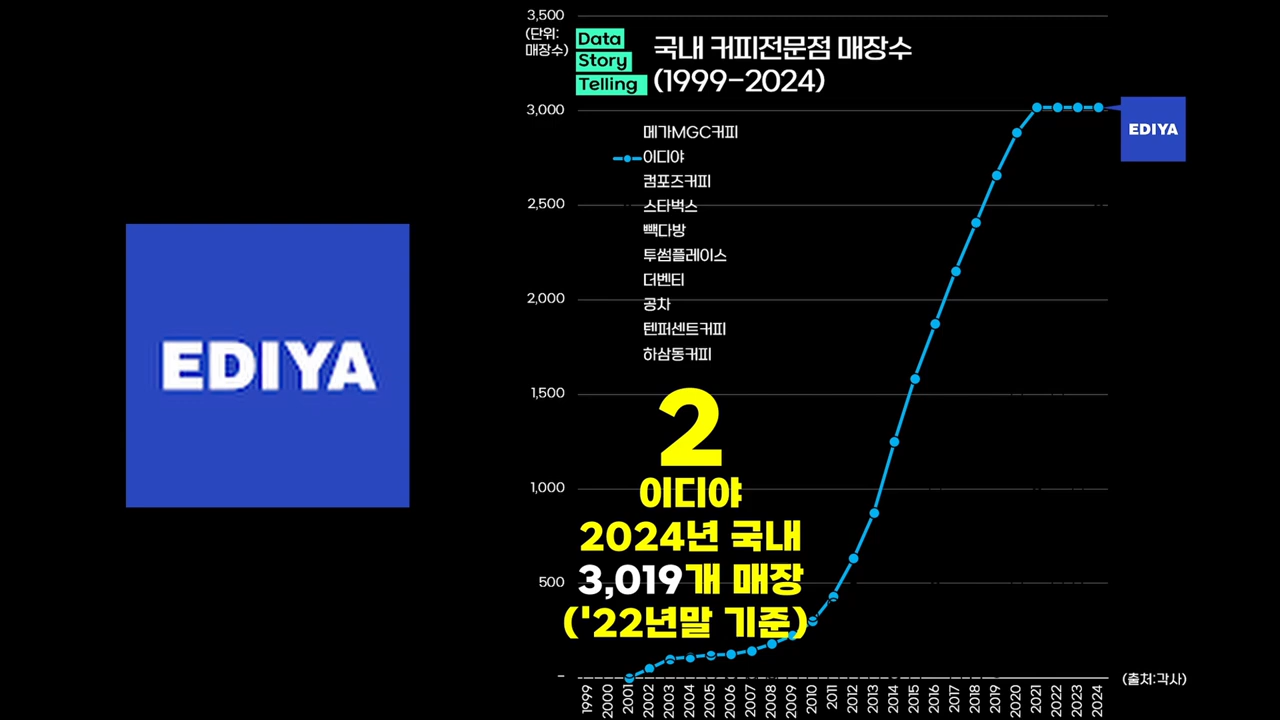 EDIYA
3,500
(단위:
매장수)
Data
Story
Telling
국내 커피전문점 매장수
(1999-2024)
3,000
2,500
2,000
1,500
1,000
500
–
메가MGC커피
이디야
컴포즈커피
스타벅스
빽다방
투썸플레이스
더벤티
공차
텐퍼센트커피
하삼동커피
EDIYA
2
이디야
2024년 국내
3,019개 매장
('22년말 기준)
1999
2000
2001
2002
2003
2004
2005
2006
2007
2008
2009
2010
2011
2012
2013
2014
2015
2016
2017
2018
2019
2020
2021
2022
2023
2024
(출처:각사)